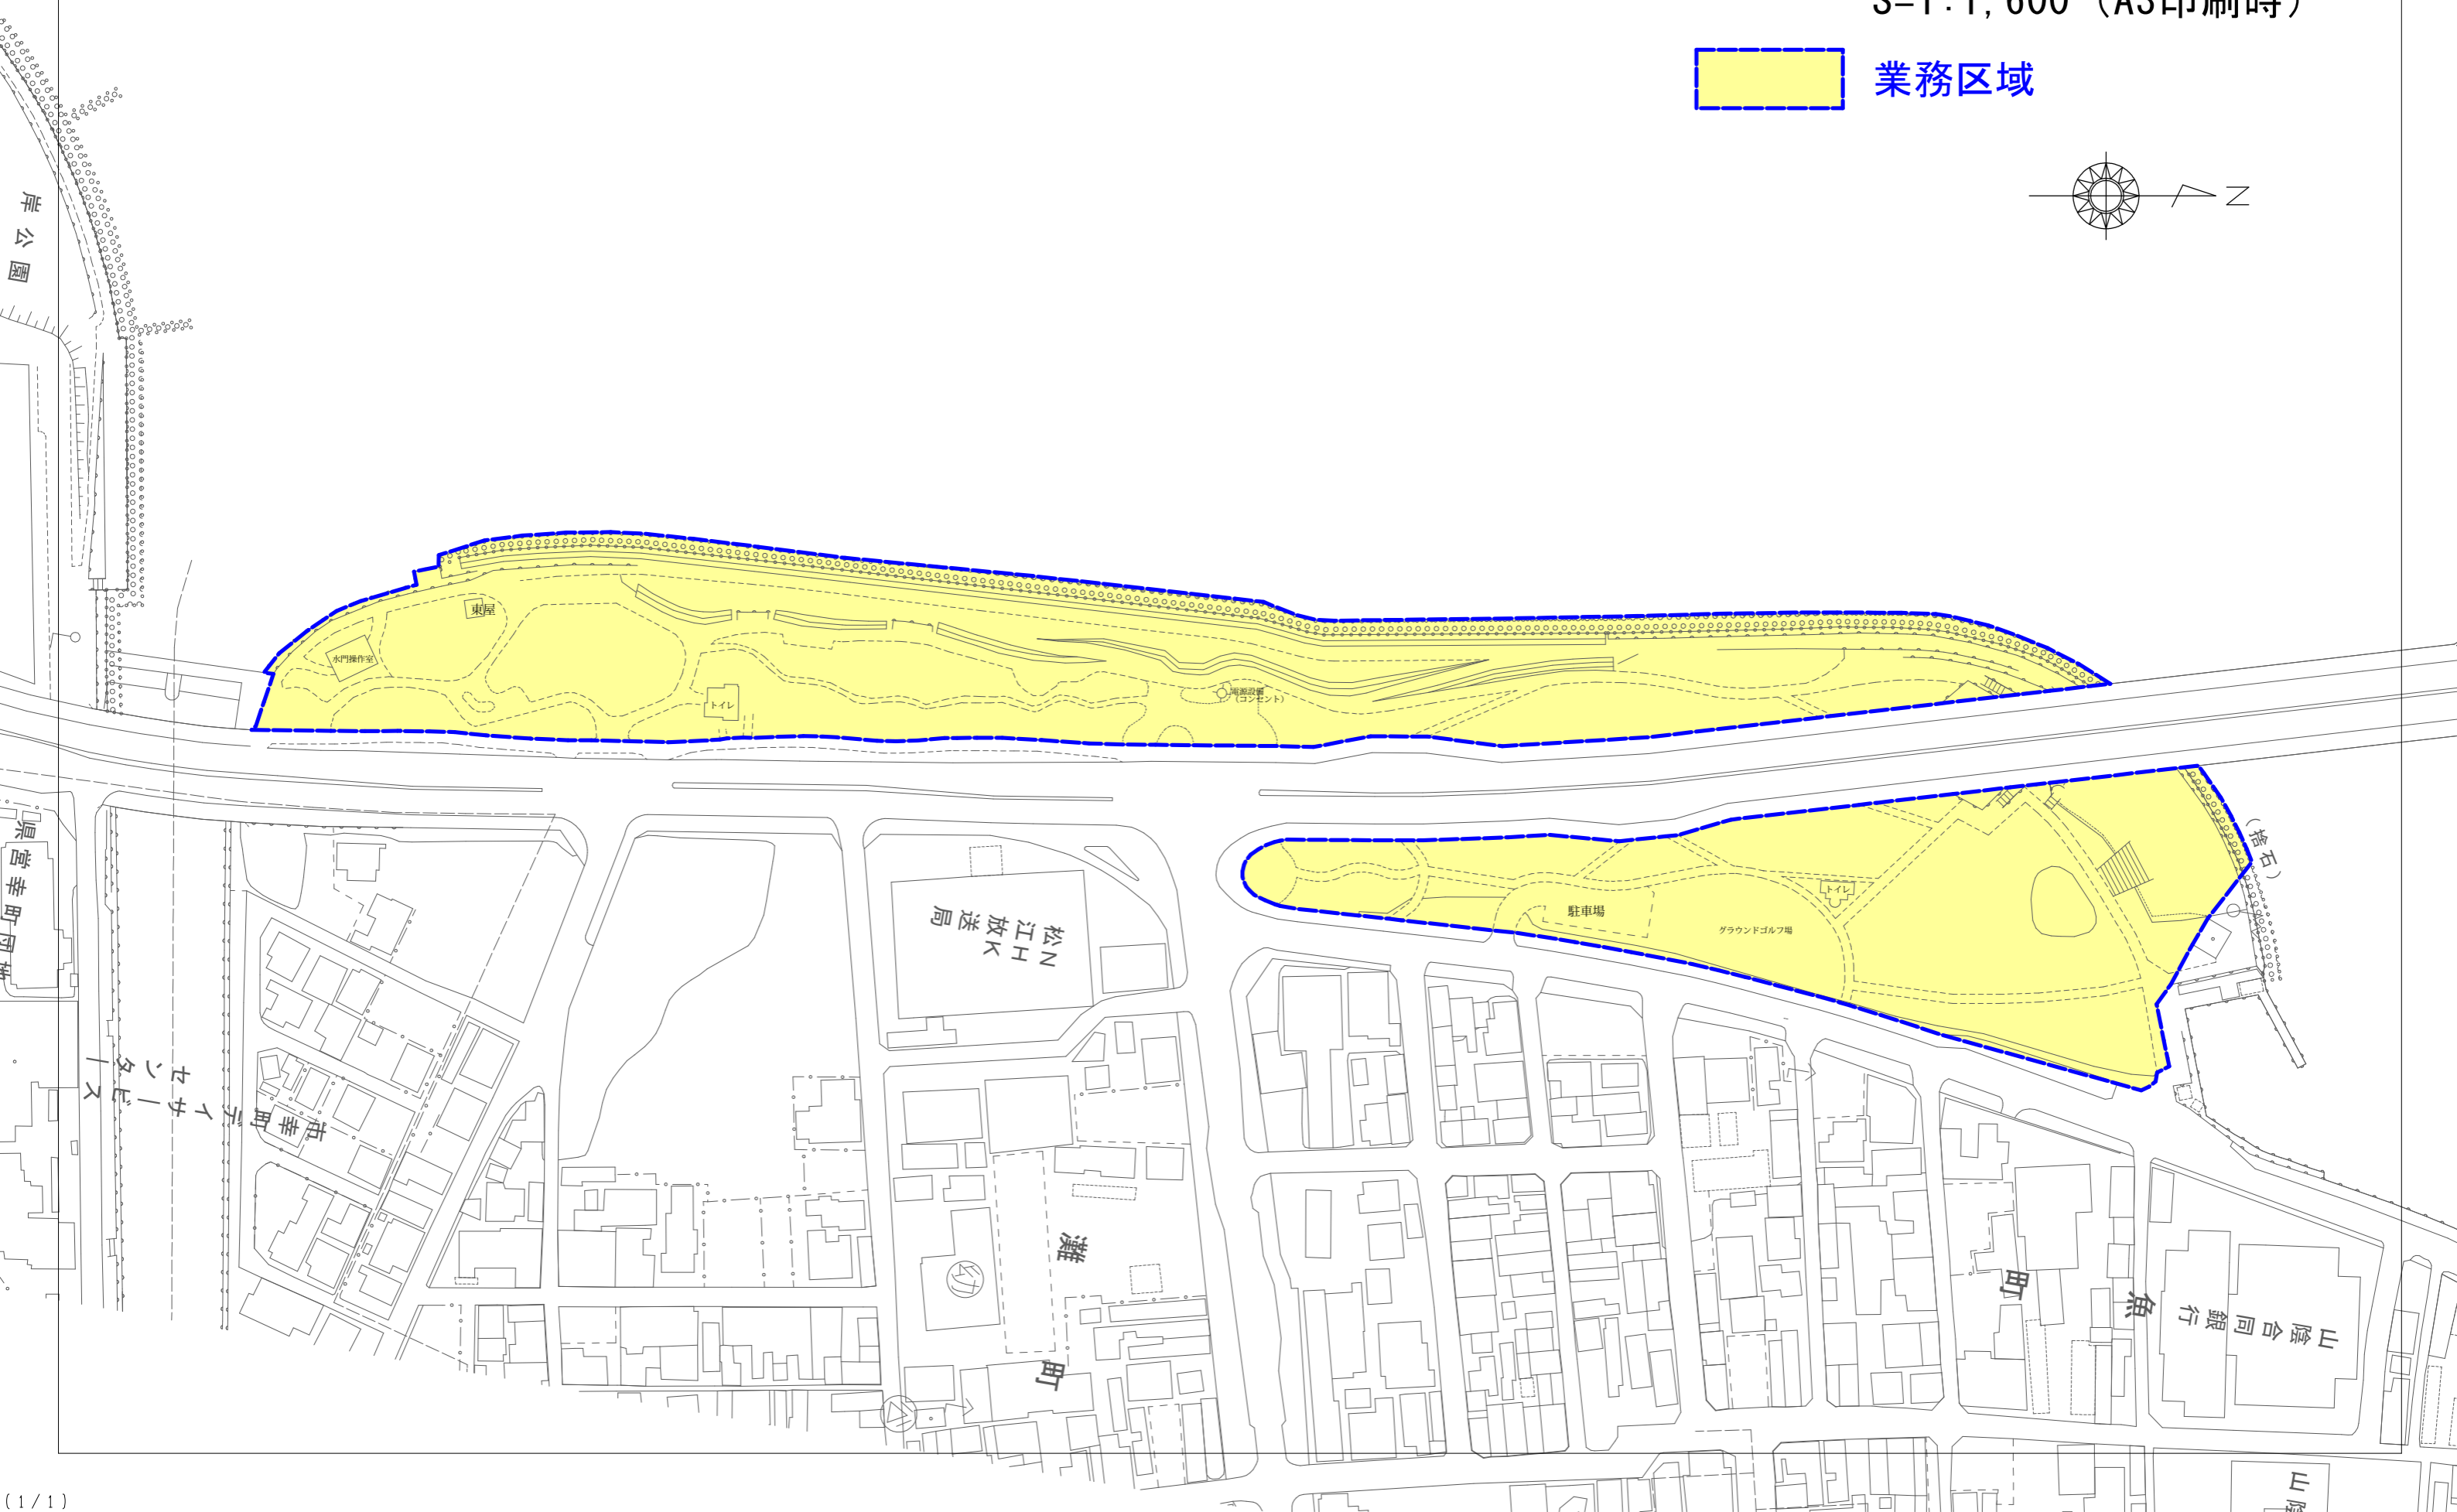 S=1:1,600（A3印刷時）
業務区域
N
岸公園
東屋
水門操作室
トイレ
電源設備
（コンセント）
（捨石）
トイレ
駐車場
グラウンドゴルフ場
県営幸町団地
松江
NHK
放送局
市幸町デイサービス
センター
灘町
魚町
山陰合同銀行
山陰
(1/1)